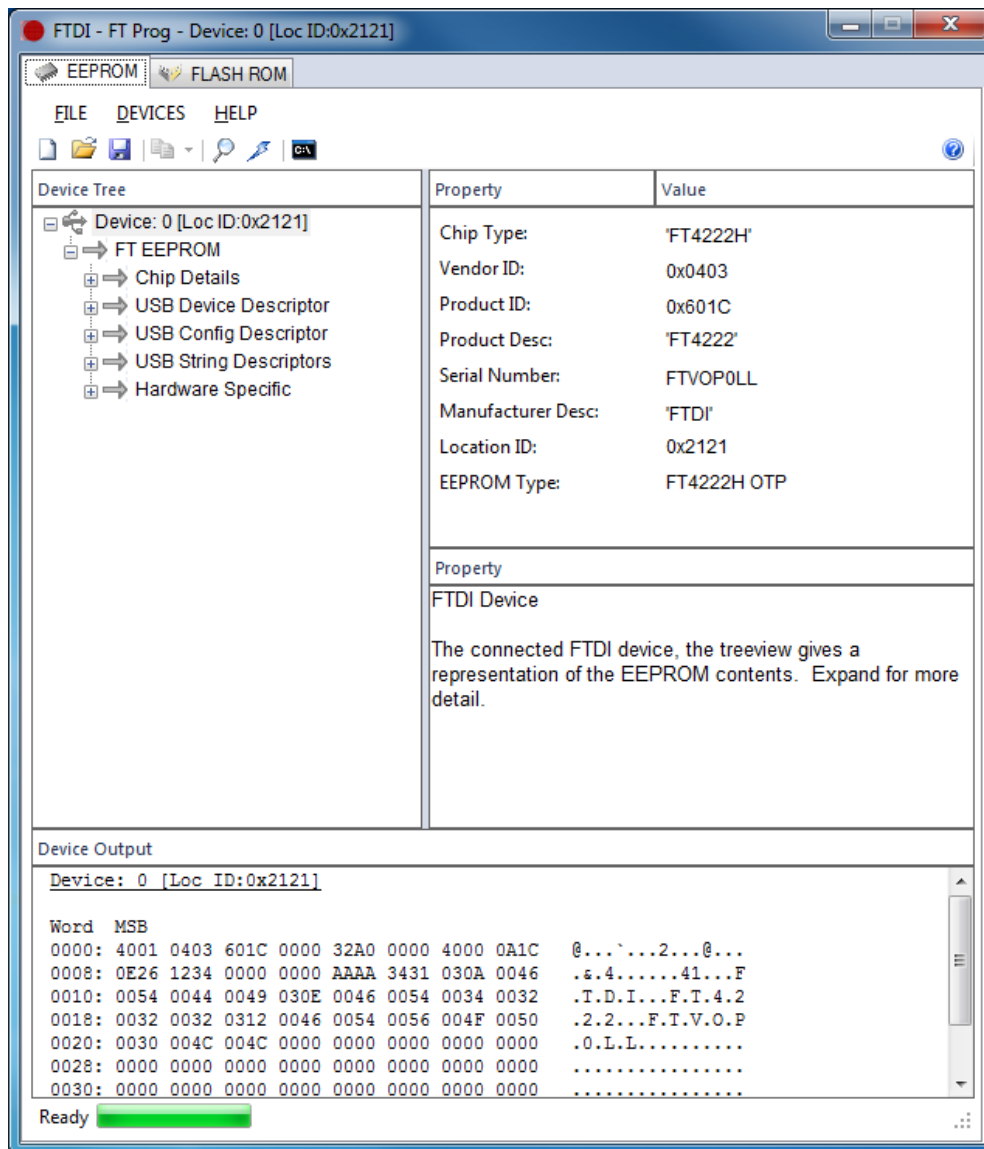 FTDI - FT Prog - Device: 0 [Loc ID:0x2121]
EEPROM FLASH ROM
FILE DEVICES HELP
C:\
Device Tree
Device: 0 [Loc ID:0x2121]
FT EEPROM
Chip Details
USB Device Descriptor
USB Config Descriptor
USB String Descriptors
Hardware Specific
Property Value
Chip Type: 'FT4222H'
Vendor ID: 0x0403
Product ID: 0x601C
Product Desc: 'FT4222'
Serial Number: FTVOP0LL
Manufacturer Desc: 'FTDI'
Location ID: 0x2121
EEPROM Type: FT4222H OTP
Property
FTDI Device
The connected FTDI device, the treeview gives a
representation of the EEPROM contents.  Expand for more
detail.
Device Output
Device: 0 [Loc ID:0x2121]
Word MSB
0000: 4001 0403 601C 0000 32A0 0000 4000 0A1C @...`...2...@...
0008: 0E26 1234 0000 0000 AAAA 3431 030A 0046 .&.4......41...F
0010: 0054 0044 0049 030E 0046 0054 0034 0032 .T.D.I...F.T.4.2
0018: 0032 0032 0312 0046 0054 0056 004F 0050 .2.2...F.T.V.O.P
0020: 0030 004C 004C 0000 0000 0000 0000 0000 .0.L.L..........
0028: 0000 0000 0000 0000 0000 0000 0000 0000 ................
0030: 0000 0000 0000 0000 0000 0000 0000 0000 ................
Ready